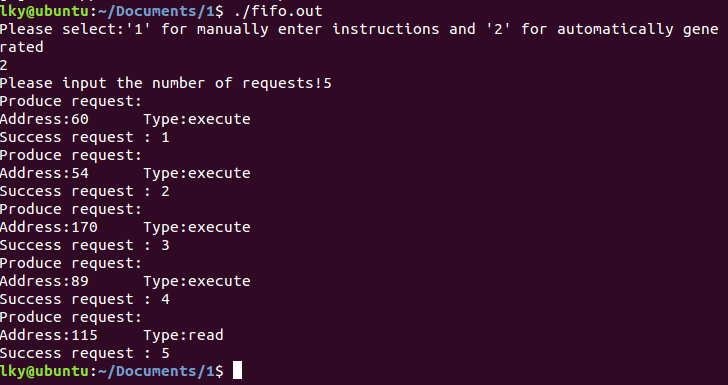 lky@ubuntu:~/Documents/1$ ./fifo.out
Please select:'1' for manually enter instructions and '2' for automatically gene
rated
2
Please input the number of requests!5
Produce request:
Address:60      Type:execute
Success request : 1
Produce request:
Address:54      Type:execute
Success request : 2
Produce request:
Address:170     Type:execute
Success request : 3
Produce request:
Address:89      Type:execute
Success request : 4
Produce request:
Address:115     Type:read
Success request : 5
lky@ubuntu:~/Documents/1$